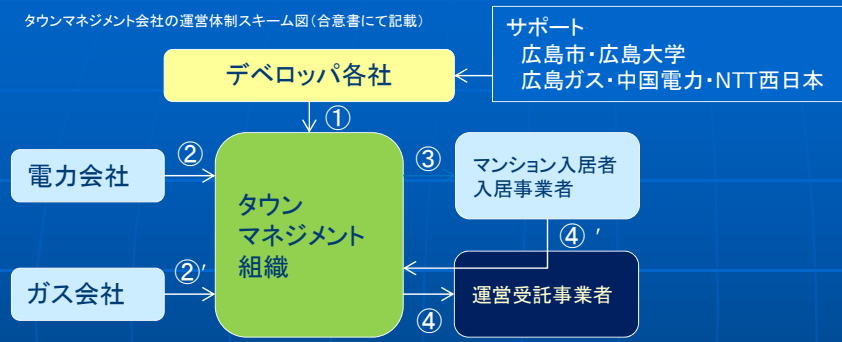 タウンマネジメント会社の運営体制スキーム図(合意書にて記載)
サポート
広島市・広島大学
広島ガス・中国電力・NTT西日本
デベロッパ各社
①
電力会社
②
タウン
マネジメント
組織
③
マンション入居者
入居事業者
④′
ガス会社
②′
④
運営受託事業者